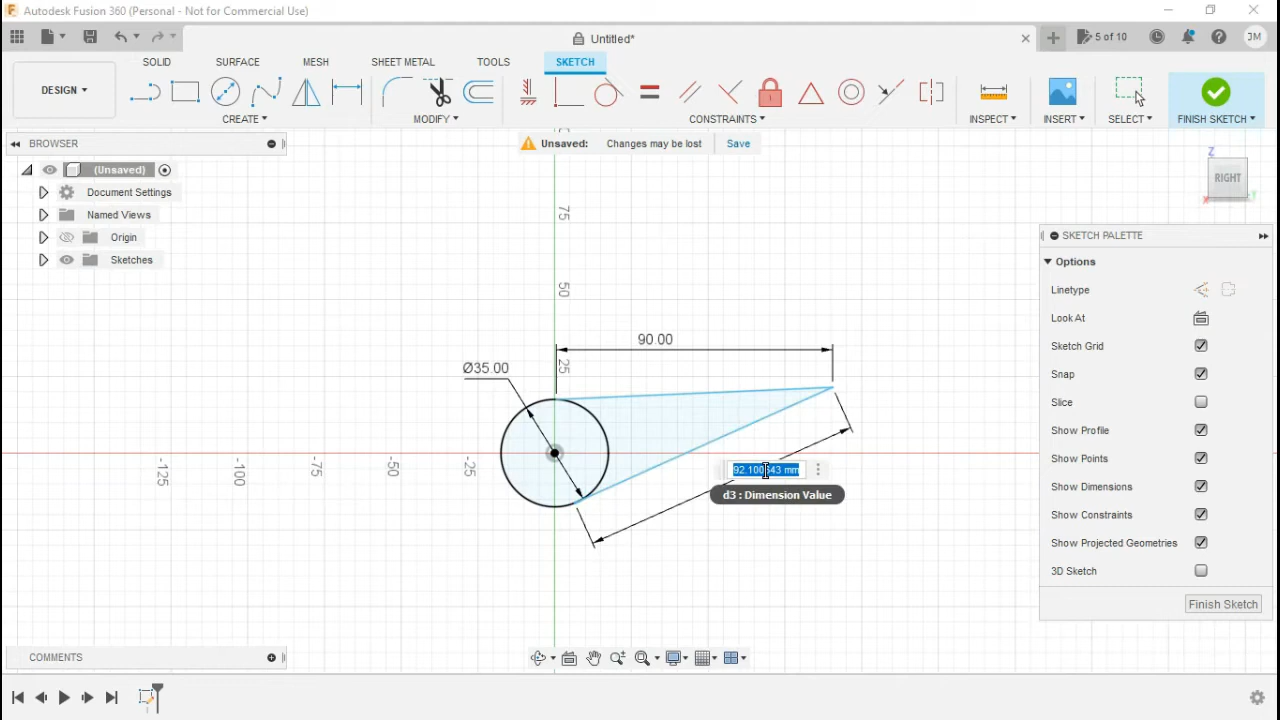 Autodesk Fusion 360 (Personal - Not for Commercial Use)
Untitled*
5 of 10
JM
DESIGN
SOLID
SURFACE
MESH
SHEET METAL
TOOLS
SKETCH
CREATE
MODIFY
CONSTRAINTS
INSPECT
INSERT
SELECT
FINISH SKETCH
BROWSER
Unsaved: Changes may be lost Save
(Unsaved)
Document Settings
Named Views
Origin
Sketches
Z
RIGHT
X
Y
75
50
25
-25
-50
-75
-100
-125
90.00
Ø35.00
d3 : Dimension Value
SKETCH PALETTE
Options
Linetype
Look At
Sketch Grid
Snap
Slice
Show Profile
Show Points
Show Dimensions
Show Constraints
Show Projected Geometries
3D Sketch
Finish Sketch
COMMENTS